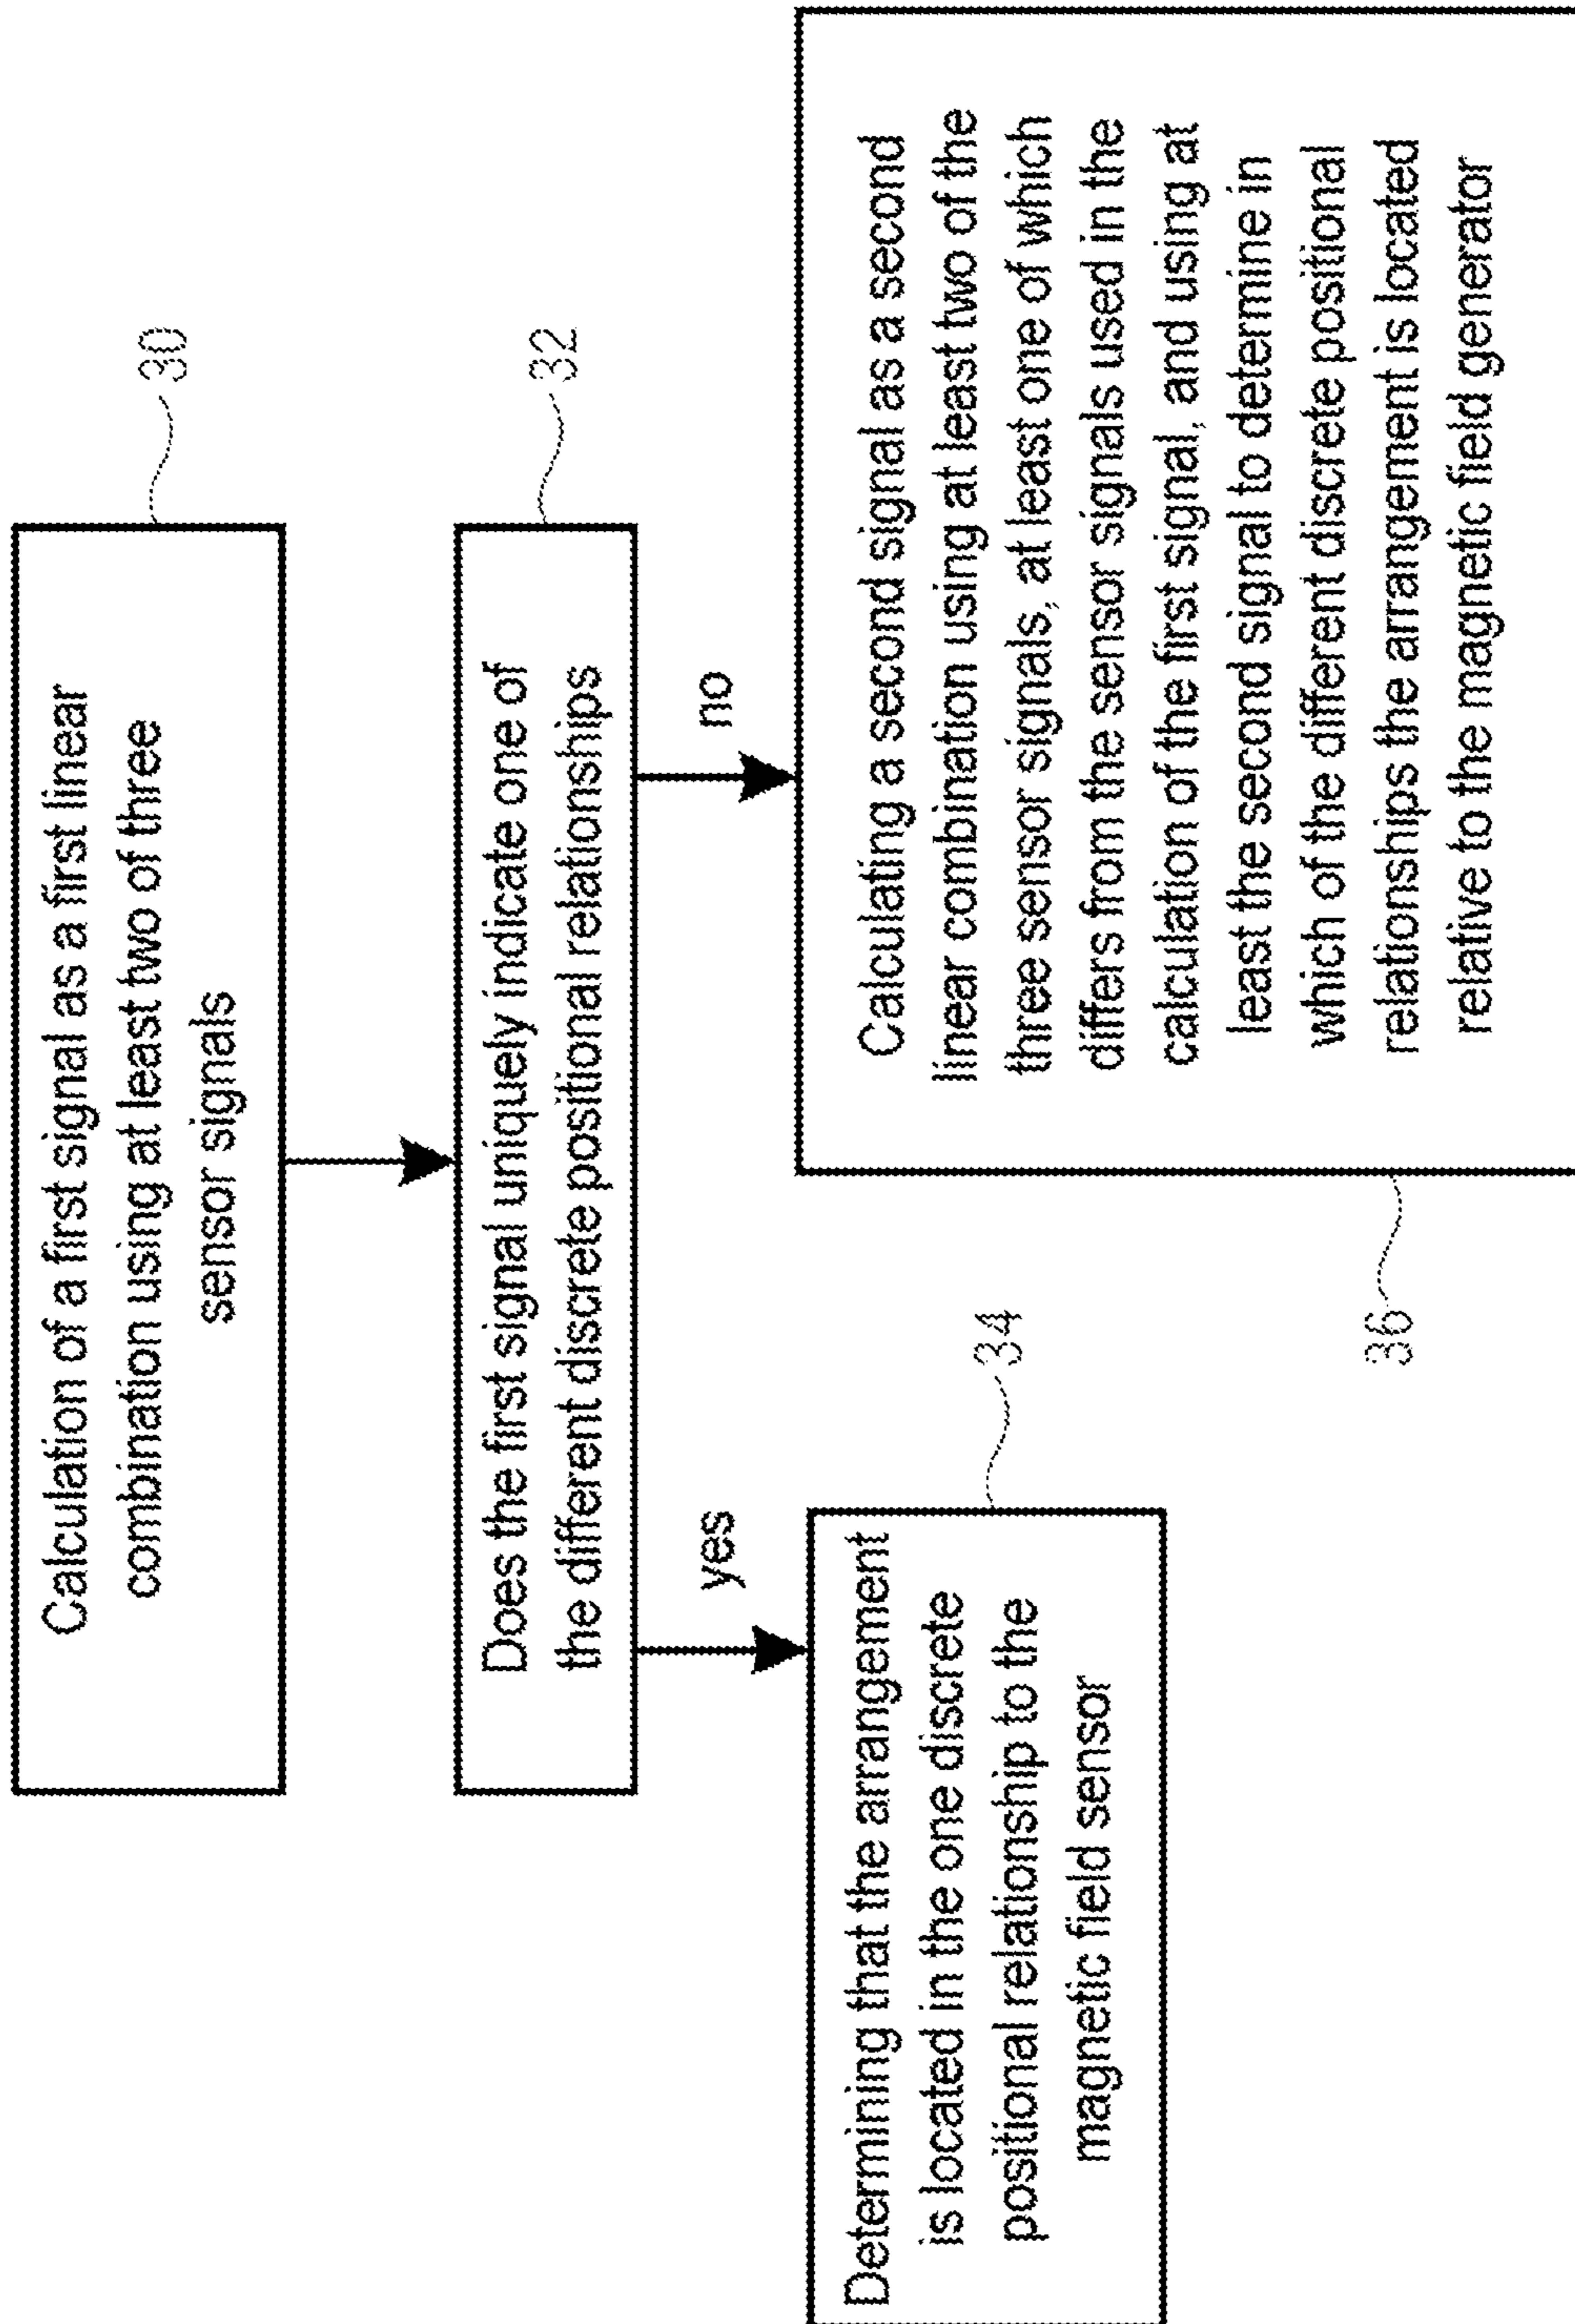 Calculation of a first signal as a first linear
combination using at least two of three
sensor signals
30
Does the first signal uniquely indicate one of
the different discrete positional relationships
32
yes
no
Determining that the arrangement
is located in the one discrete
positional relationship to the
magnetic field sensor
34
Calculating a second signal as a second
linear combination using at least two of the
three sensor signals, at least one of which
differs from the sensor signals used in the
calculation of the first signal, and using at
least the second signal to determine in
which of the different discrete positional
relationships the arrangement is located
relative to the magnetic field generator
36